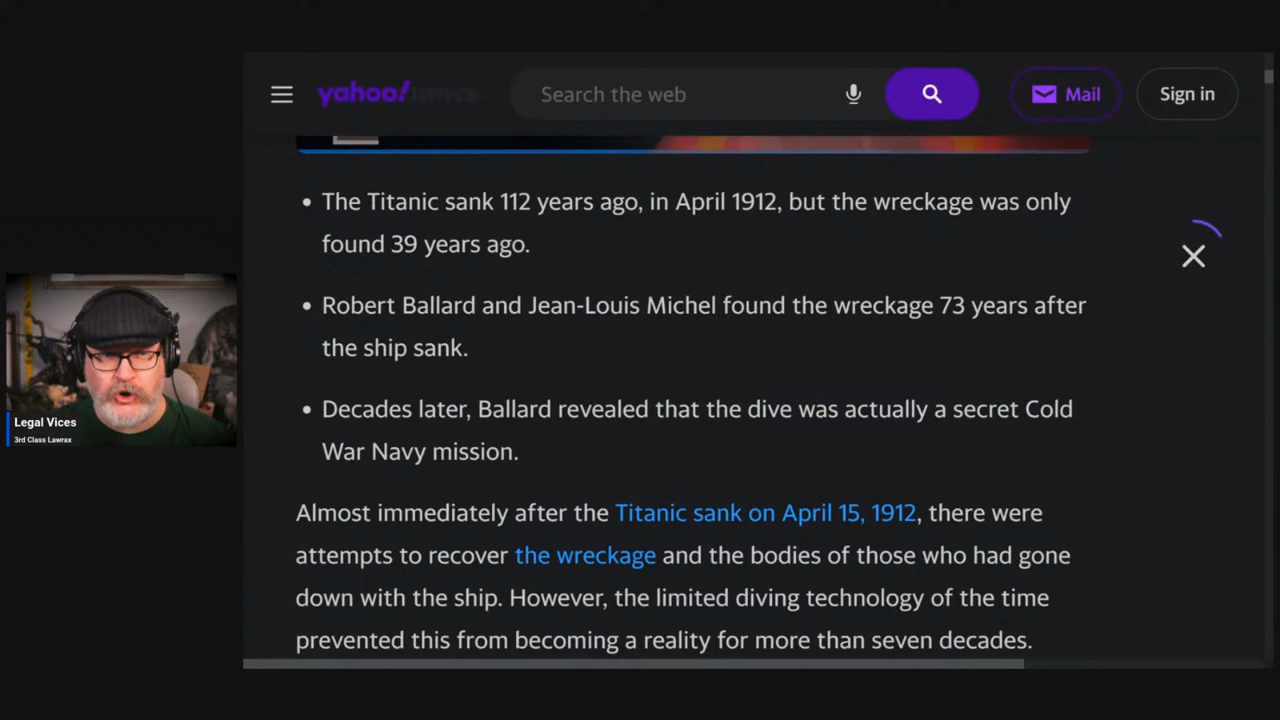 yahoo!news
Search the web
Mail
Sign in
• The Titanic sank 112 years ago, in April 1912, but the wreckage was only
found 39 years ago.
• Robert Ballard and Jean-Louis Michel found the wreckage 73 years after
the ship sank.
• Decades later, Ballard revealed that the dive was actually a secret Cold
War Navy mission.
Almost immediately after the Titanic sank on April 15, 1912, there were
attempts to recover the wreckage and the bodies of those who had gone
down with the ship. However, the limited diving technology of the time
prevented this from becoming a reality for more than seven decades.
Legal Vices
3rd Class Lawrax